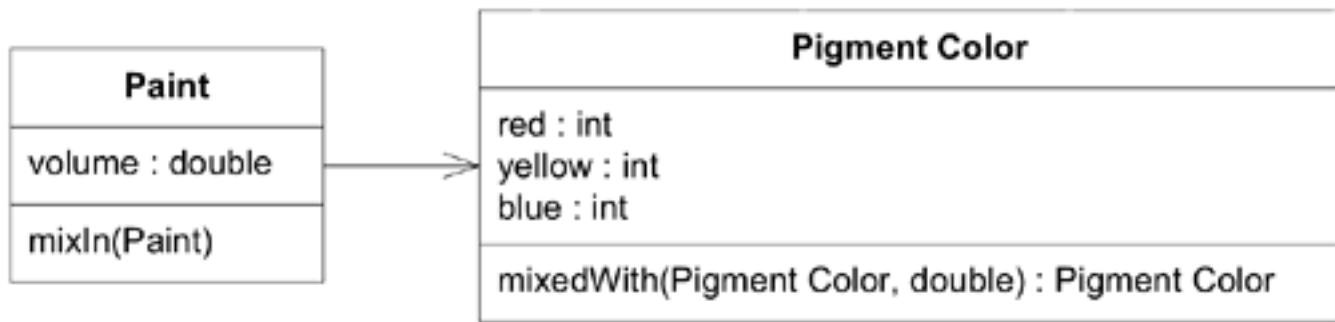 Paint
volume : double
mixIn(Paint)
Pigment Color
red : int
yellow : int
blue : int
mixedWith(Pigment Color, double) : Pigment Color